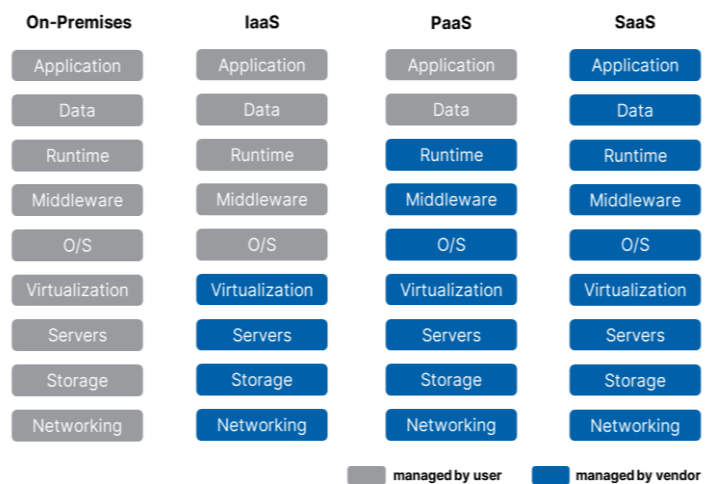 On-Premises IaaS PaaS SaaS
Application Application Application Application
Data Data Data Data
Runtime Runtime Runtime Runtime
Middleware Middleware Middleware Middleware
O/S O/S O/S O/S
Virtualization Virtualization Virtualization Virtualization
Servers Servers Servers Servers
Storage Storage Storage Storage
Networking Networking Networking Networking
managed by user managed by vendor